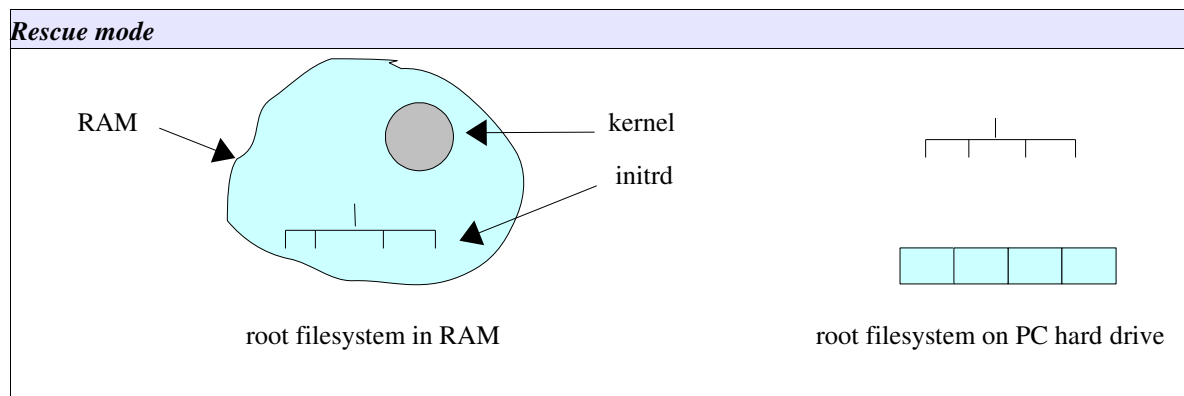 Rescue mode
RAM
kernel
initrd
root filesystem in RAM
root filesystem on PC hard drive